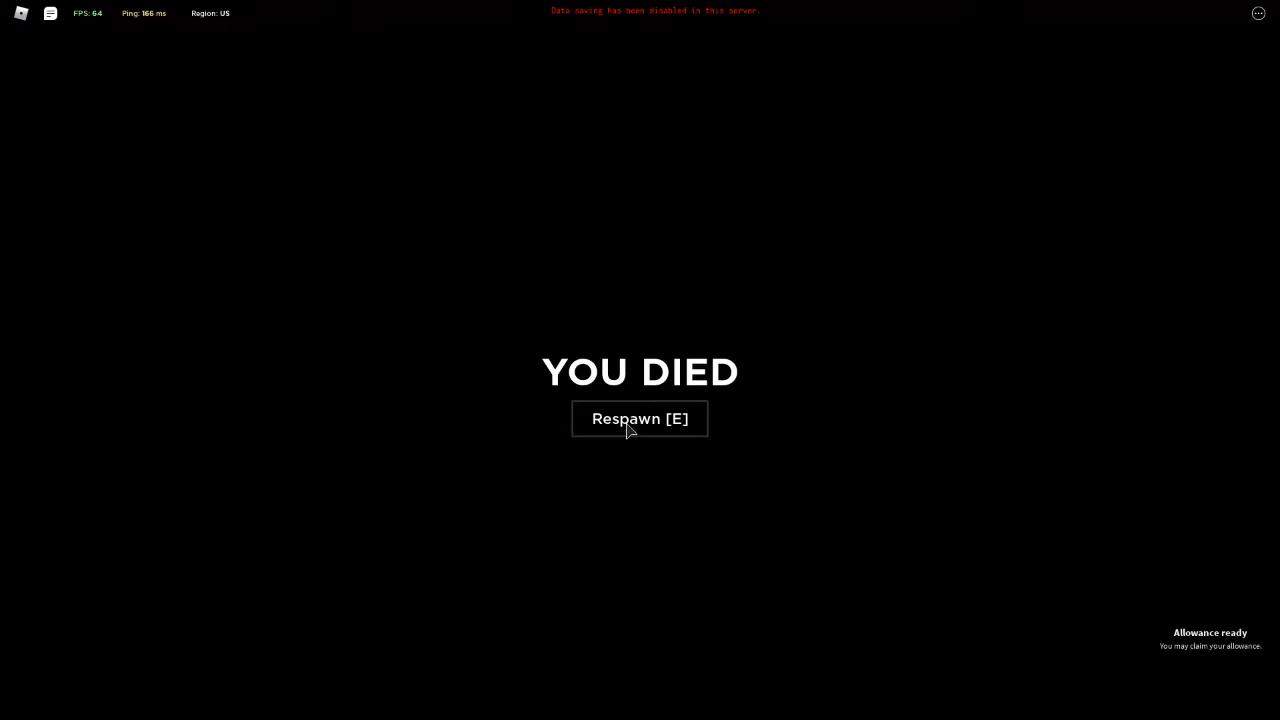 FPS: 64 Ping: 166 ms Region: US
Data saving has been disabled in this server.
YOU DIED
Respawn [E]
Allowance ready
You may claim your allowance.